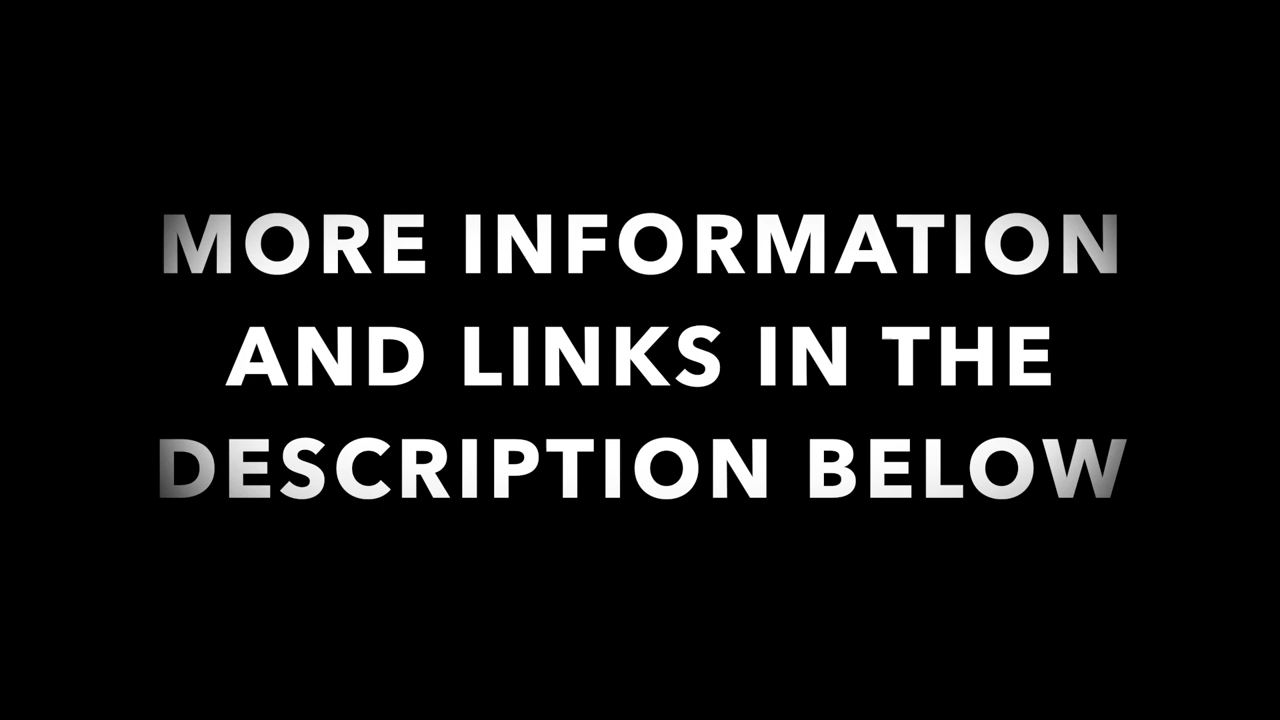 MORE INFORMATION
AND LINKS IN THE
DESCRIPTION BELOW